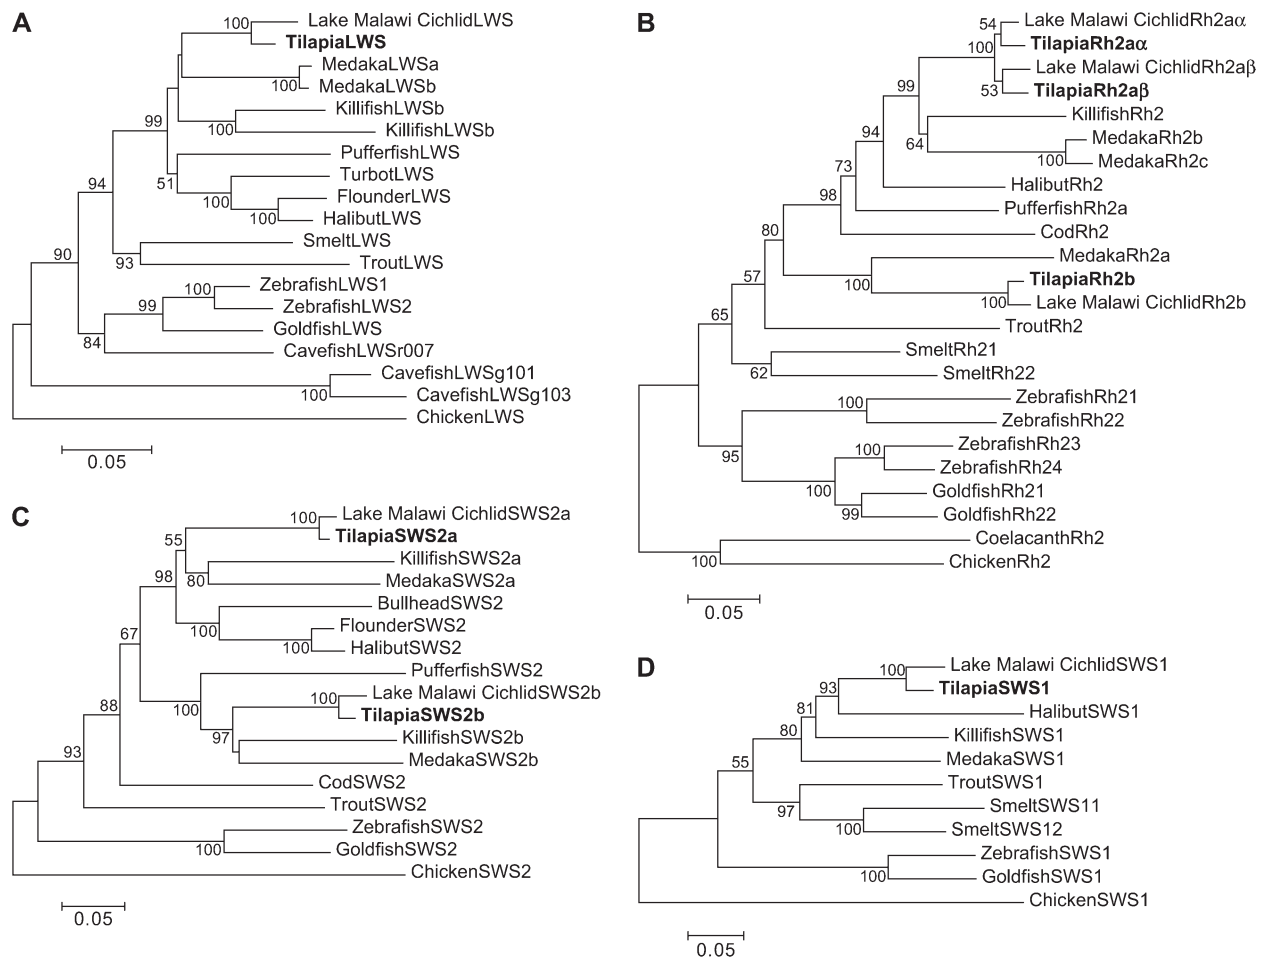 A
100 Lake Malawi CichlidLWS
TilapiaLWS
MedakaLWSa
100 MedakaLWSb
KillifishLWSb
99
100 KillifishLWSb
PufferfishLWS
51 TurbotLWS
94
100 FlounderLWS
100 HalibutLWS
SmeltLWS
90
93 TroutLWS
100 ZebrafishLWS1
99 ZebrafishLWS2
GoldfishLWS
84 CavefishLWSr007
CavefishLWSg101
100 CavefishLWSg103
ChickenLWS
0.05
B
54 Lake Malawi CichlidRh2aα
100 TilapiaRh2aα
Lake Malawi CichlidRh2aβ
99 53 TilapiaRh2aβ
KillifishRh2
94
64 MedakaRh2b
100 MedakaRh2c
73
HalibutRh2
98
PufferfishRh2a
80 CodRh2
MedakaRh2a
57 100 TilapiaRh2b
100 Lake Malawi CichlidRh2b
65 TroutRh2
SmeltRh21
62 SmeltRh22
100 ZebrafishRh21
ZebrafishRh22
95 100 ZebrafishRh23
ZebrafishRh24
100 GoldfishRh21
99 GoldfishRh22
CoelacanthRh2
100 ChickenRh2
0.05
C
100 Lake Malawi CichlidSWS2a
55 TilapiaSWS2a
KillifishSWS2a
98 80 MedakaSWS2a
BullheadSWS2
67 100 FlounderSWS2
100 HalibutSWS2
PufferfishSWS2
88 100 100 Lake Malawi CichlidSWS2b
TilapiaSWS2b
97 KillifishSWS2b
93 MedakaSWS2b
CodSWS2
TroutSWS2
ZebrafishSWS2
100 GoldfishSWS2
ChickenSWS2
0.05
D
100 Lake Malawi CichlidSWS1
93 TilapiaSWS1
81 HalibutSWS1
80 KillifishSWS1
55 MedakaSWS1
TroutSWS1
97 SmeltSWS11
100 SmeltSWS12
ZebrafishSWS1
100 GoldfishSWS1
ChickenSWS1
0.05